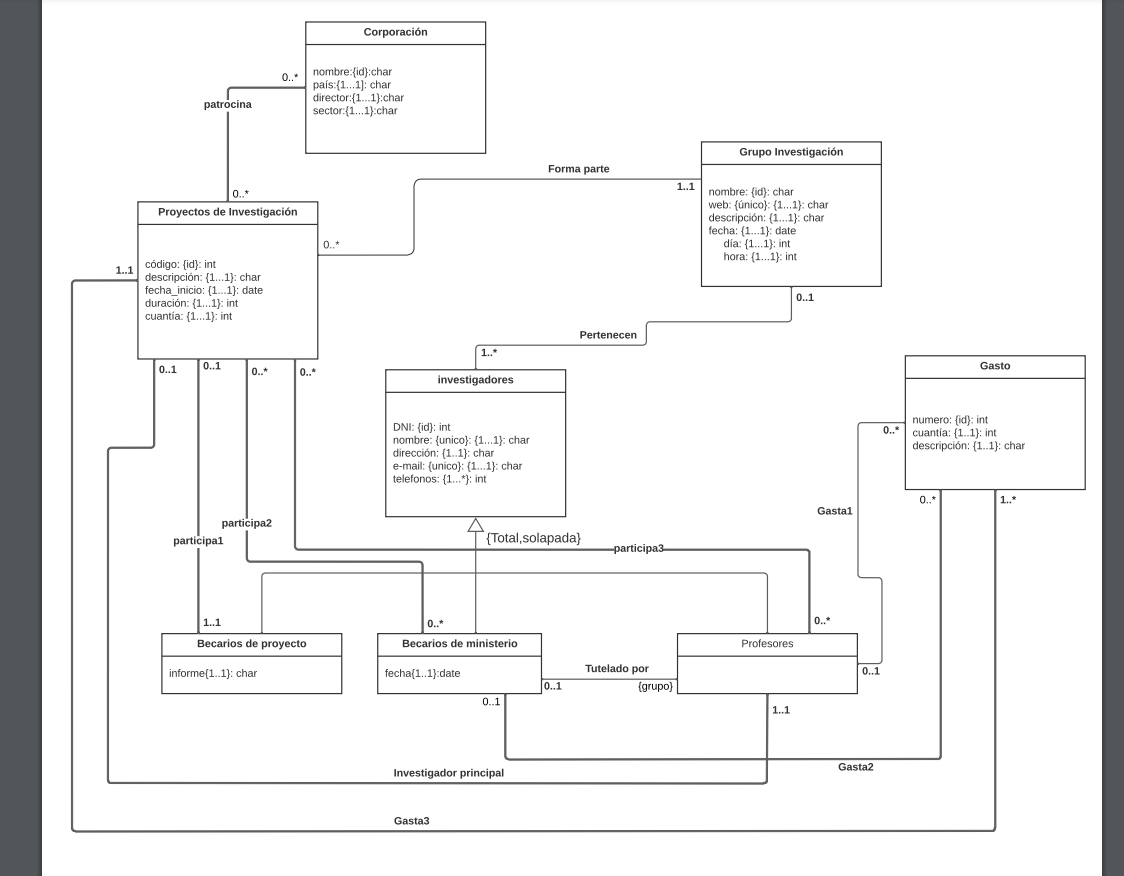 Corporación
nombre:{id}:char
país:{1...1]: char
director:{1...1}:char
sector:{1...1}:char
0..*
patrocina
0..*
Proyectos de Investigación
código: {id}: int
descripción: {1...1}: char
fecha_inicio: {1...1}: date
duración: {1...1}: int
cuantía: {1...1}: int
Forma parte
1..1
0..*
Grupo Investigación
nombre: {id}: char
web: {único}: {1...1}: char
descripción: {1...1}: char
fecha: {1...1}: date
día: {1...1}: int
hora: {1...1}: int
1..1
0..1
Pertenecen
1..*
0..1
0..1
0..*
0..*
investigadores
DNI: {id}: int
nombre: {unico}: {1...1}: char
dirección: {1..1}: char
e-mail: {unico}: {1...1}: char
telefonos: {1...*}: int
Gasto
numero: {id}: int
cuantía: {1..1}: int
descripción: {1..1}: char
0..*
0..*
1..*
Gasta1
participa2
participa1
{Total,solapada}
participa3
1..1
0..*
0..*
Becarios de proyecto
informe{1..1}: char
Becarios de ministerio
fecha{1..1}:date
Tutelado por
0..1
{grupo}
Profesores
0..1
0..1
1..1
Gasta2
Investigador principal
Gasta3